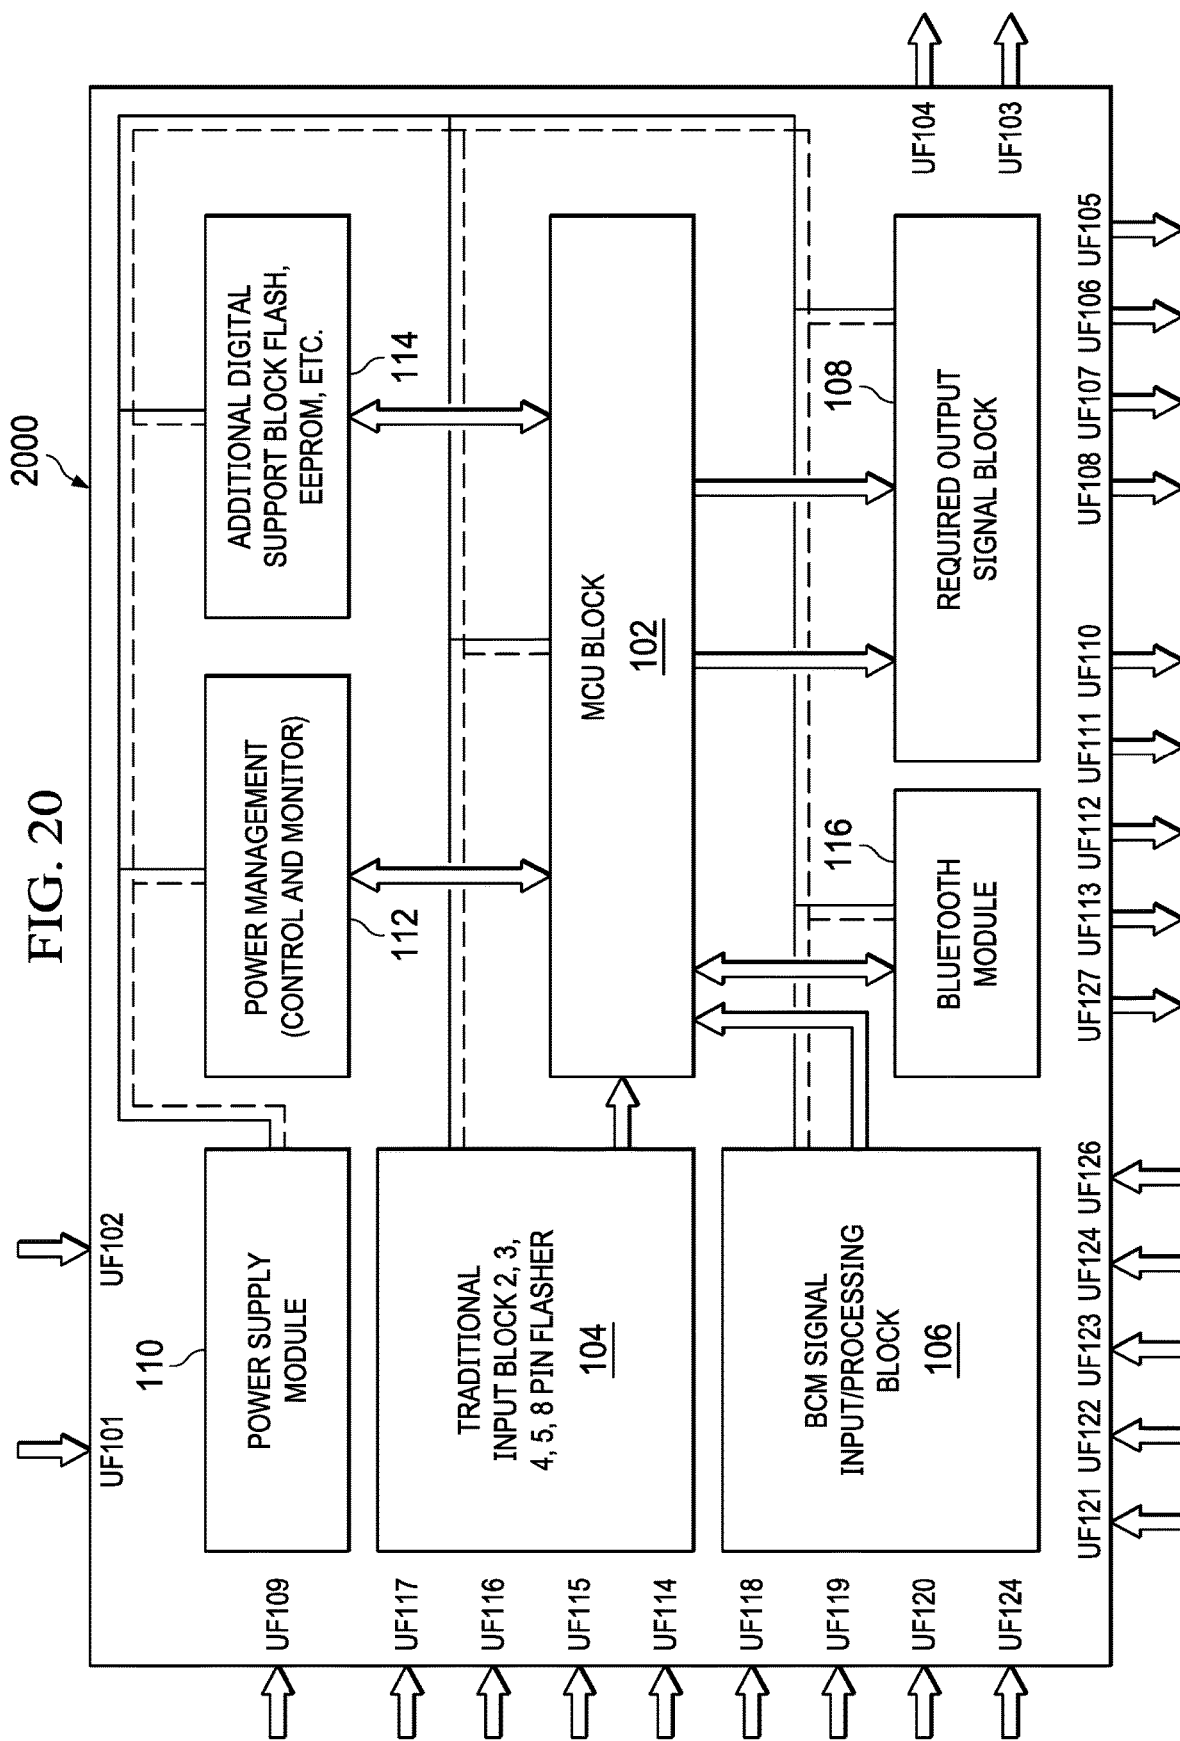 FIG. 20
2000
UF101
UF102
110
POWER SUPPLY
MODULE
POWER MANAGEMENT
(CONTROL AND MONITOR)
112
ADDITIONAL DIGITAL
SUPPORT BLOCK FLASH,
EEPROM, ETC.
114
TRADITIONAL
INPUT BLOCK 2, 3,
4, 5, 8 PIN FLASHER
104
MCU BLOCK
102
BCM SIGNAL
INPUT/PROCESSING
BLOCK
106
116
BLUETOOTH
MODULE
108
REQUIRED OUTPUT
SIGNAL BLOCK
UF109
UF117
UF116
UF115
UF114
UF118
UF119
UF120
UF124
UF104
UF103
UF121
UF122
UF123
UF124
UF126
UF127
UF113
UF112
UF111
UF110
UF108
UF107
UF106
UF105